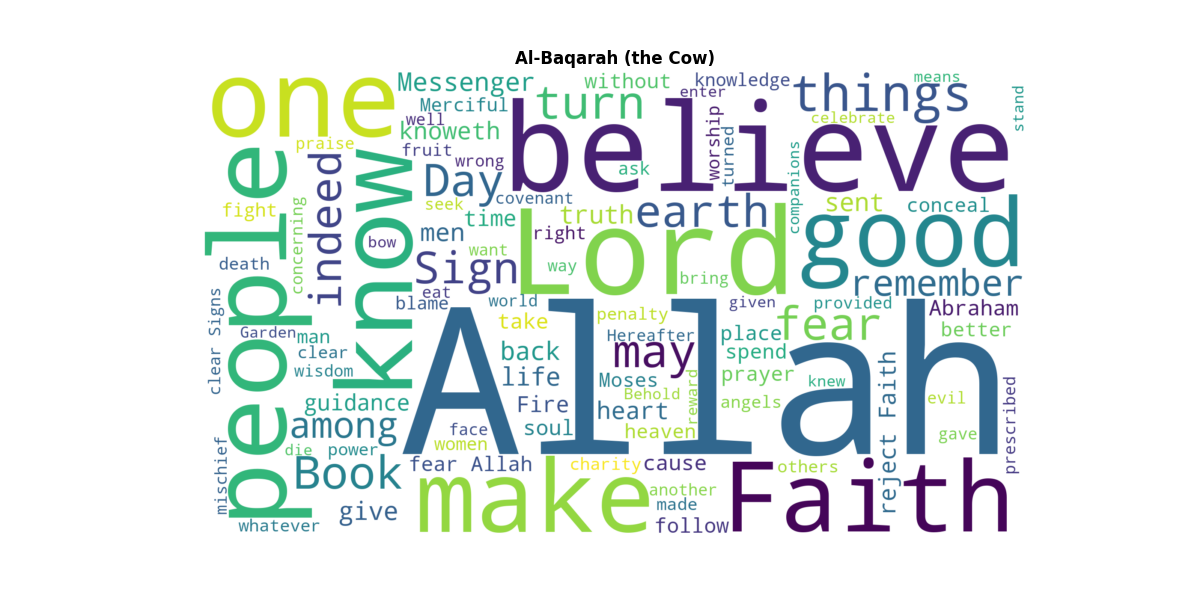 Al-Baqarah (the Cow)
one
Messenger
without
knowledge
means
Merciful
turn
enter
things
stand
well
knoweth
celebrate
believe
praise
fruit
wrong
ask
worship
turned
companions
people
indeed
know
Day
covenant
seek
time
truth
earth
sent
conceal
fight
concerning
bow
men
want
right
Lord
good
death
Sign
way
bring
remember
eat
blame
world
given
provided
Abraham
clear Signs
Garden
man
take
penalty
Hereafter
place
fear
better
clear
wisdom
back
may
spend
life
Moses
Behold
reward
prayer
knew
Allah
guidance
Fire
heart
angels
reject Faith
evil
prescribed
among
face
soul
heaven
gave
mischief
die
power
women
Book
fear Allah
charity
cause
others
Faith
make
another
made
give
whatever
follow